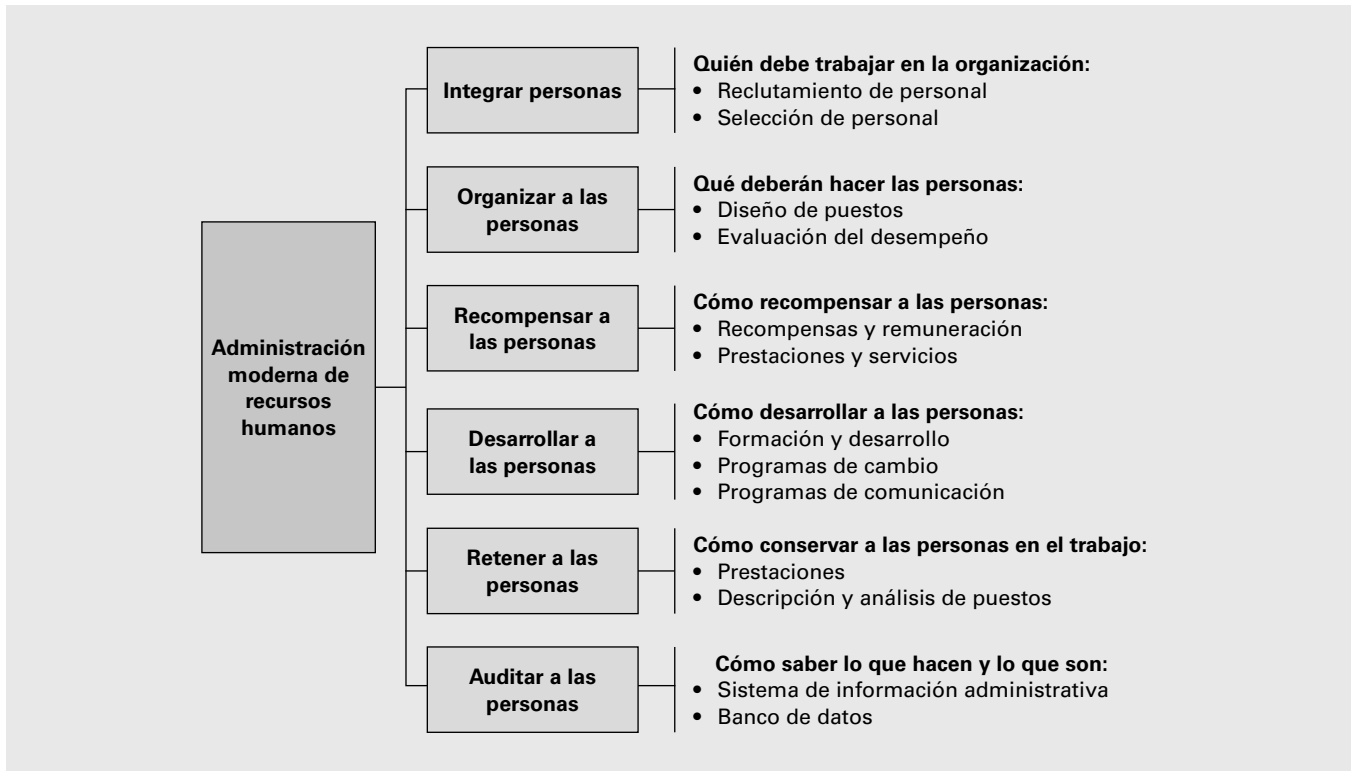 Administración
moderna de
recursos
humanos
Integrar personas
Quién debe trabajar en la organización:
• Reclutamiento de personal
• Selección de personal
Organizar a las
personas
Qué deberán hacer las personas:
• Diseño de puestos
• Evaluación del desempeño
Recompensar a
las personas
Cómo recompensar a las personas:
• Recompensas y remuneración
• Prestaciones y servicios
Desarrollar a
las personas
Cómo desarrollar a las personas:
• Formación y desarrollo
• Programas de cambio
• Programas de comunicación
Retener a las
personas
Cómo conservar a las personas en el trabajo:
• Prestaciones
• Descripción y análisis de puestos
Auditar a las
personas
Cómo saber lo que hacen y lo que son:
• Sistema de información administrativa
• Banco de datos